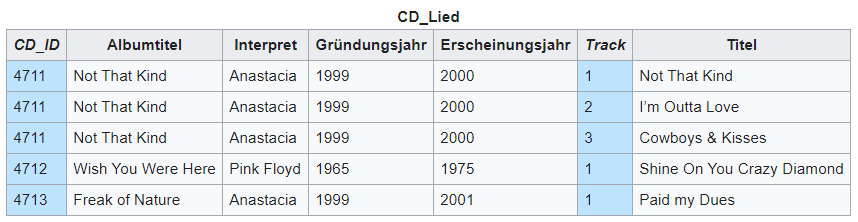 CD_Lied
CD_ID Albumtitel Interpret Gründungsjahr Erscheinungsjahr Track Titel
4711 Not That Kind Anastacia 1999 2000 1 Not That Kind
4711 Not That Kind Anastacia 1999 2000 2 I’m Outta Love
4711 Not That Kind Anastacia 1999 2000 3 Cowboys & Kisses
4712 Wish You Were Here Pink Floyd 1965 1975 1 Shine On You Crazy Diamond
4713 Freak of Nature Anastacia 1999 2001 1 Paid my Dues